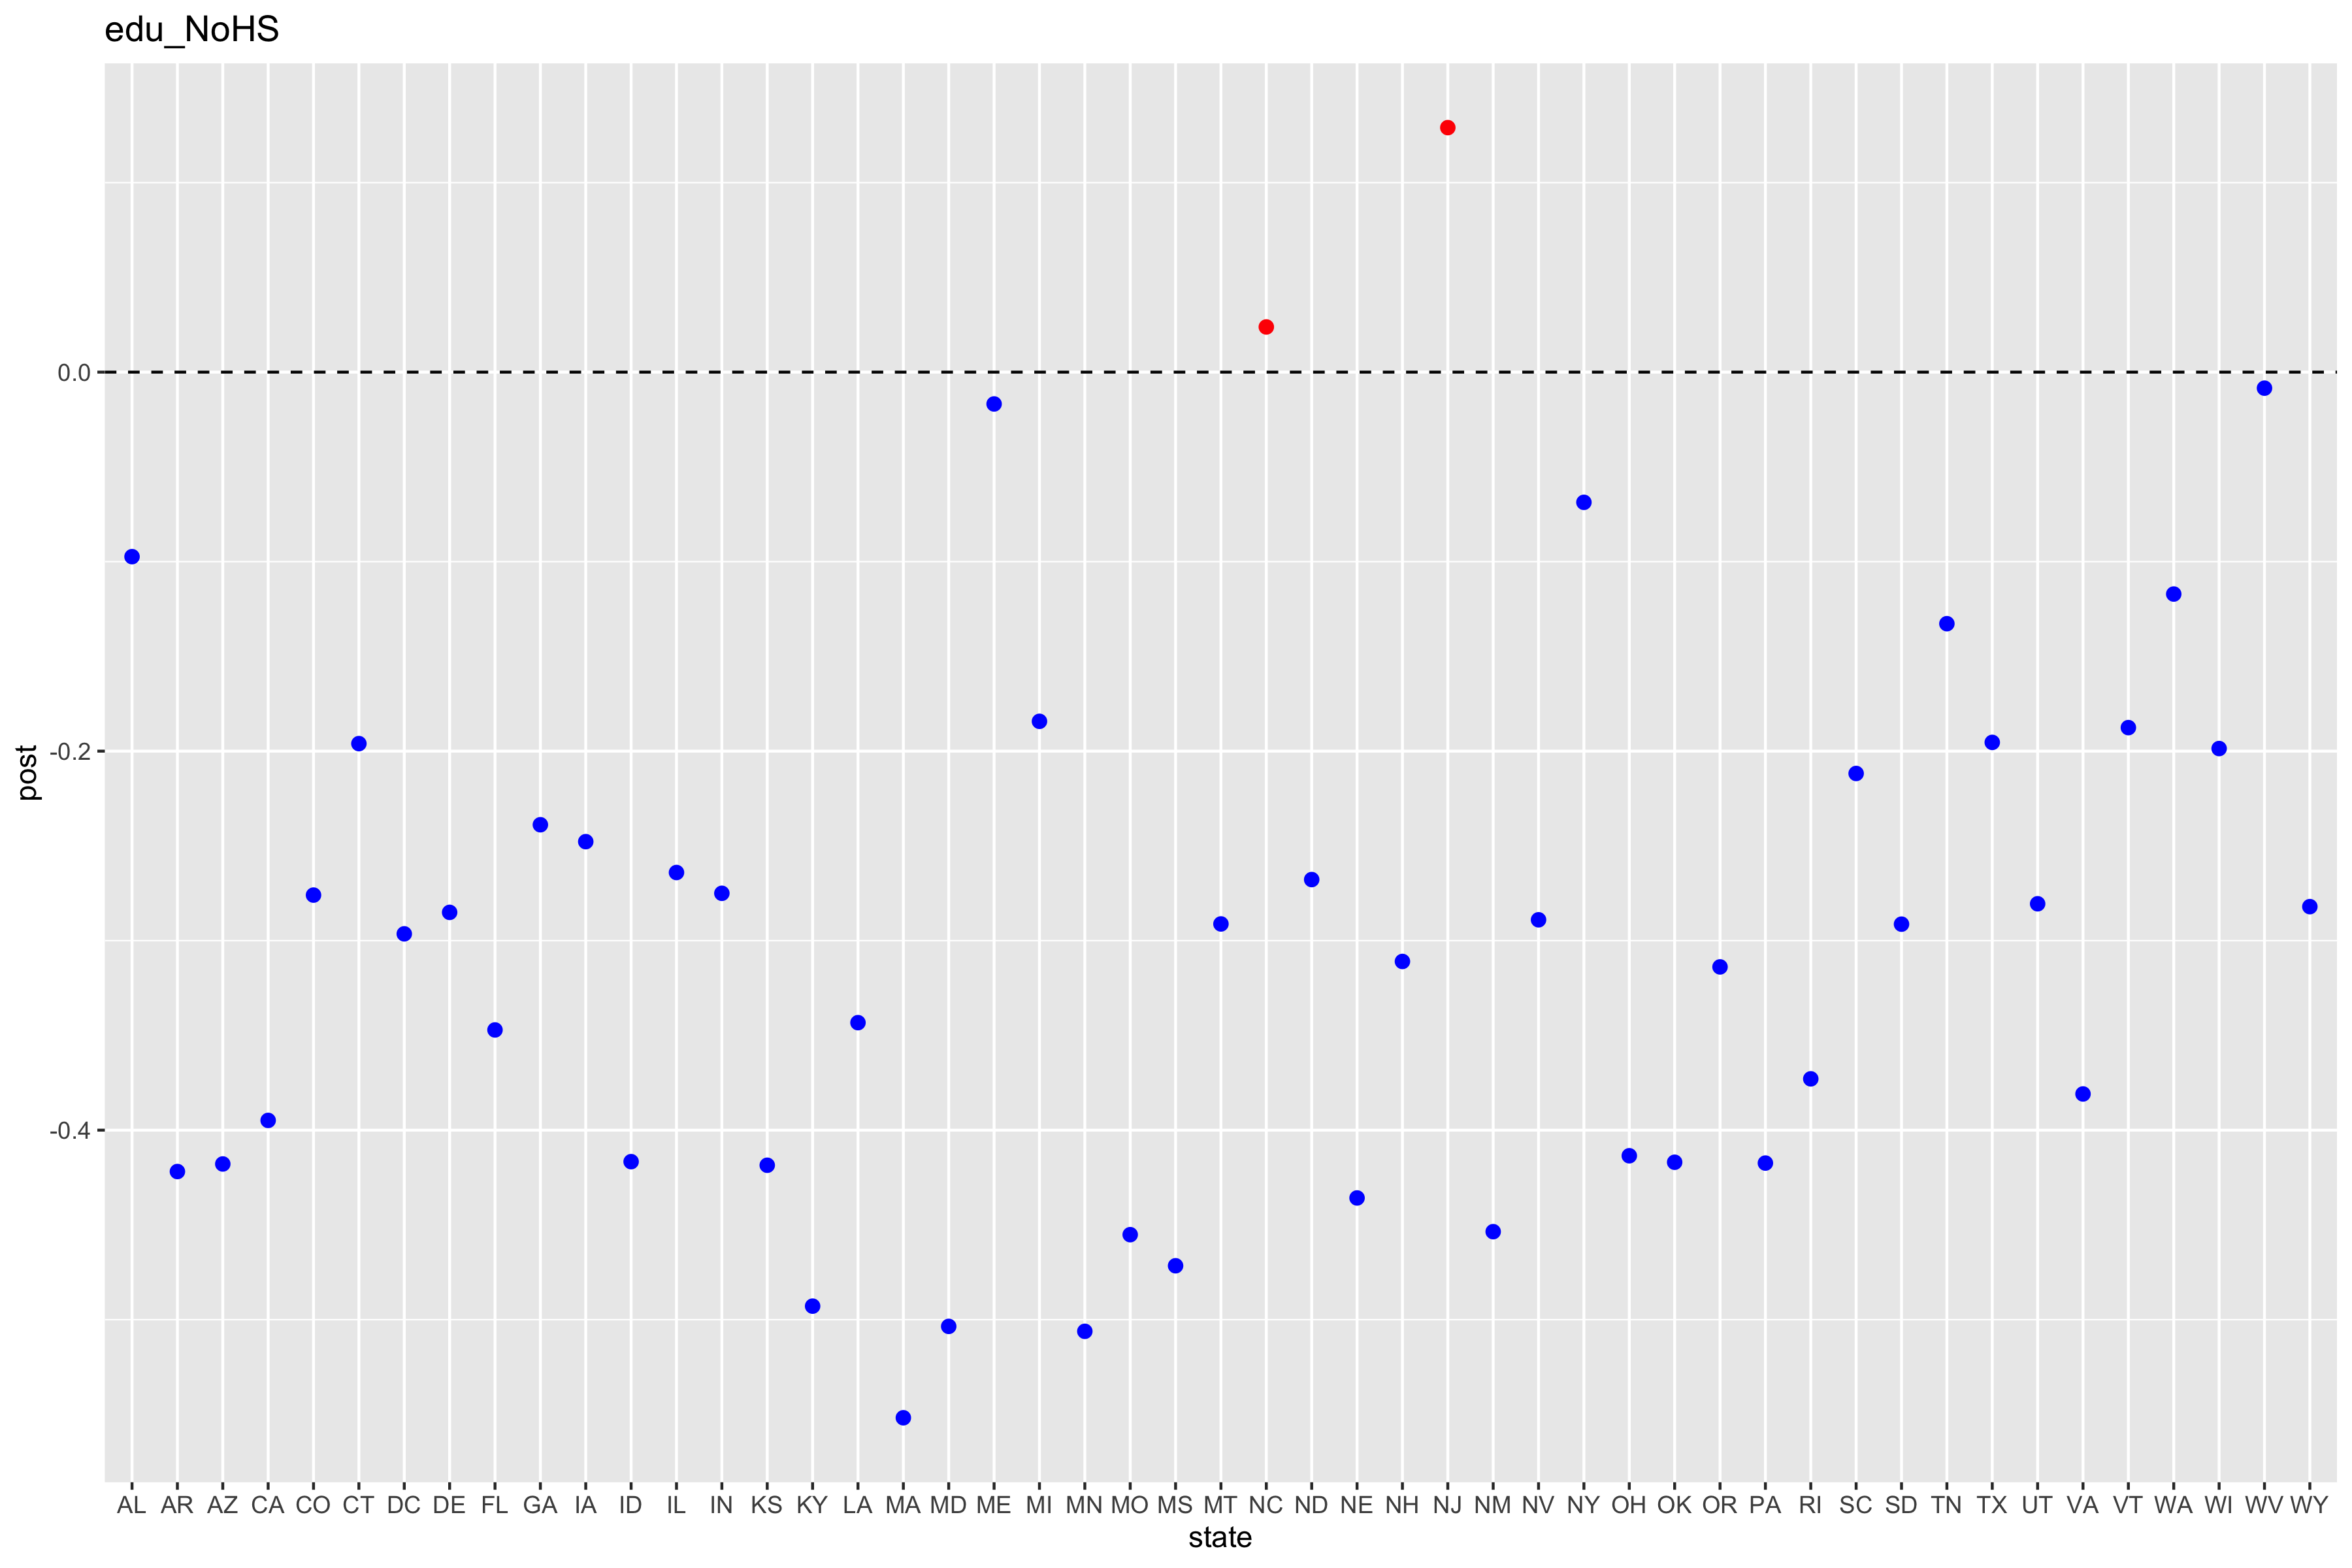 edu_NoHS
0.0
-0.2
-0.4
post
AL AR AZ CA CO CT DC DE FL GA IA ID IL IN KS KY LA MA MD ME MI MN MO MS MT NC ND NE NH NJ NM NV NY OH OK OR PA RI SC SD TN TX UT VA VT WA WI WV WY
state